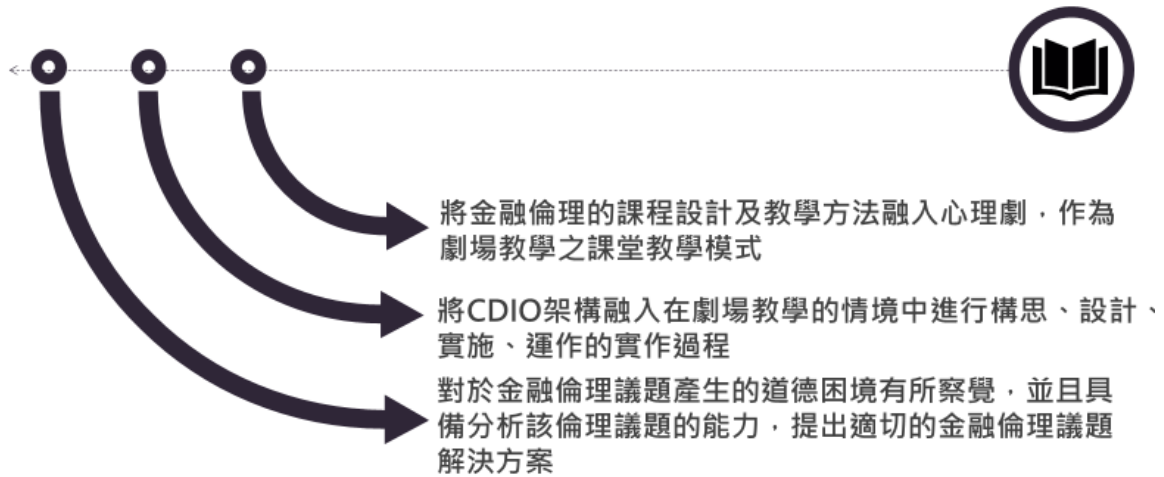 將金融倫理的課程設計及教學方法融入心理劇，作為
劇場教學之課堂教學模式
將CDIO架構融入在劇場教學的情境中進行構思、設計、
實施、運作的實作過程
對於金融倫理議題產生的道德困境有所察覺，並且具
備分析該倫理議題的能力，提出適切的金融倫理議題
解決方案